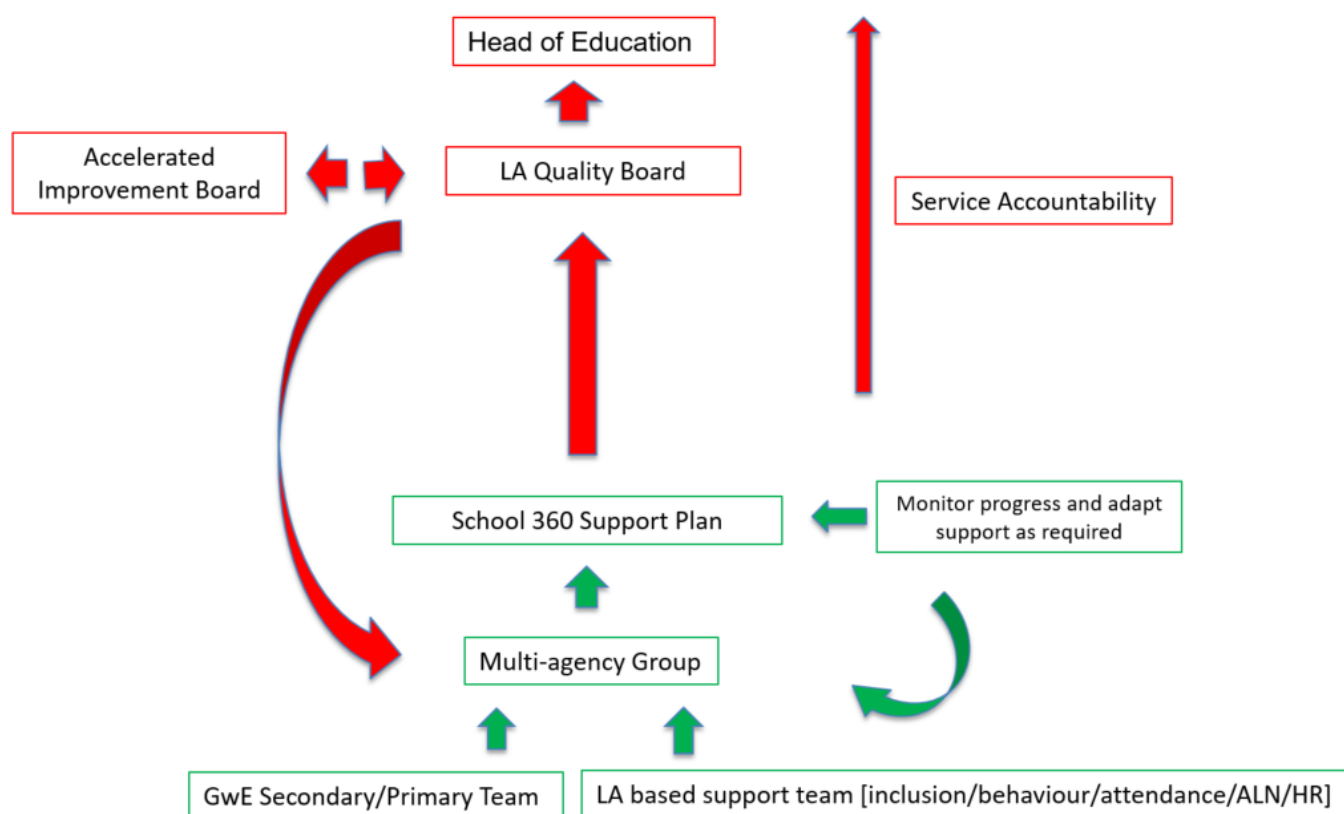 Head of Education
Accelerated
Improvement Board
LA Quality Board
Service Accountability
School 360 Support Plan
Monitor progress and adapt
support as required
Multi-agency Group
GwE Secondary/Primary Team
LA based support team [inclusion/behaviour/attendance/ALN/HR]